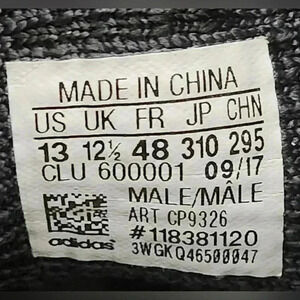 MADE IN CHINA
US UK FR JP CHN
13 12½ 48 310 295
CLU 600001 09/17
MALE/MÂLE
ART CP9326
adidas #118381120
3WGKQ46500047